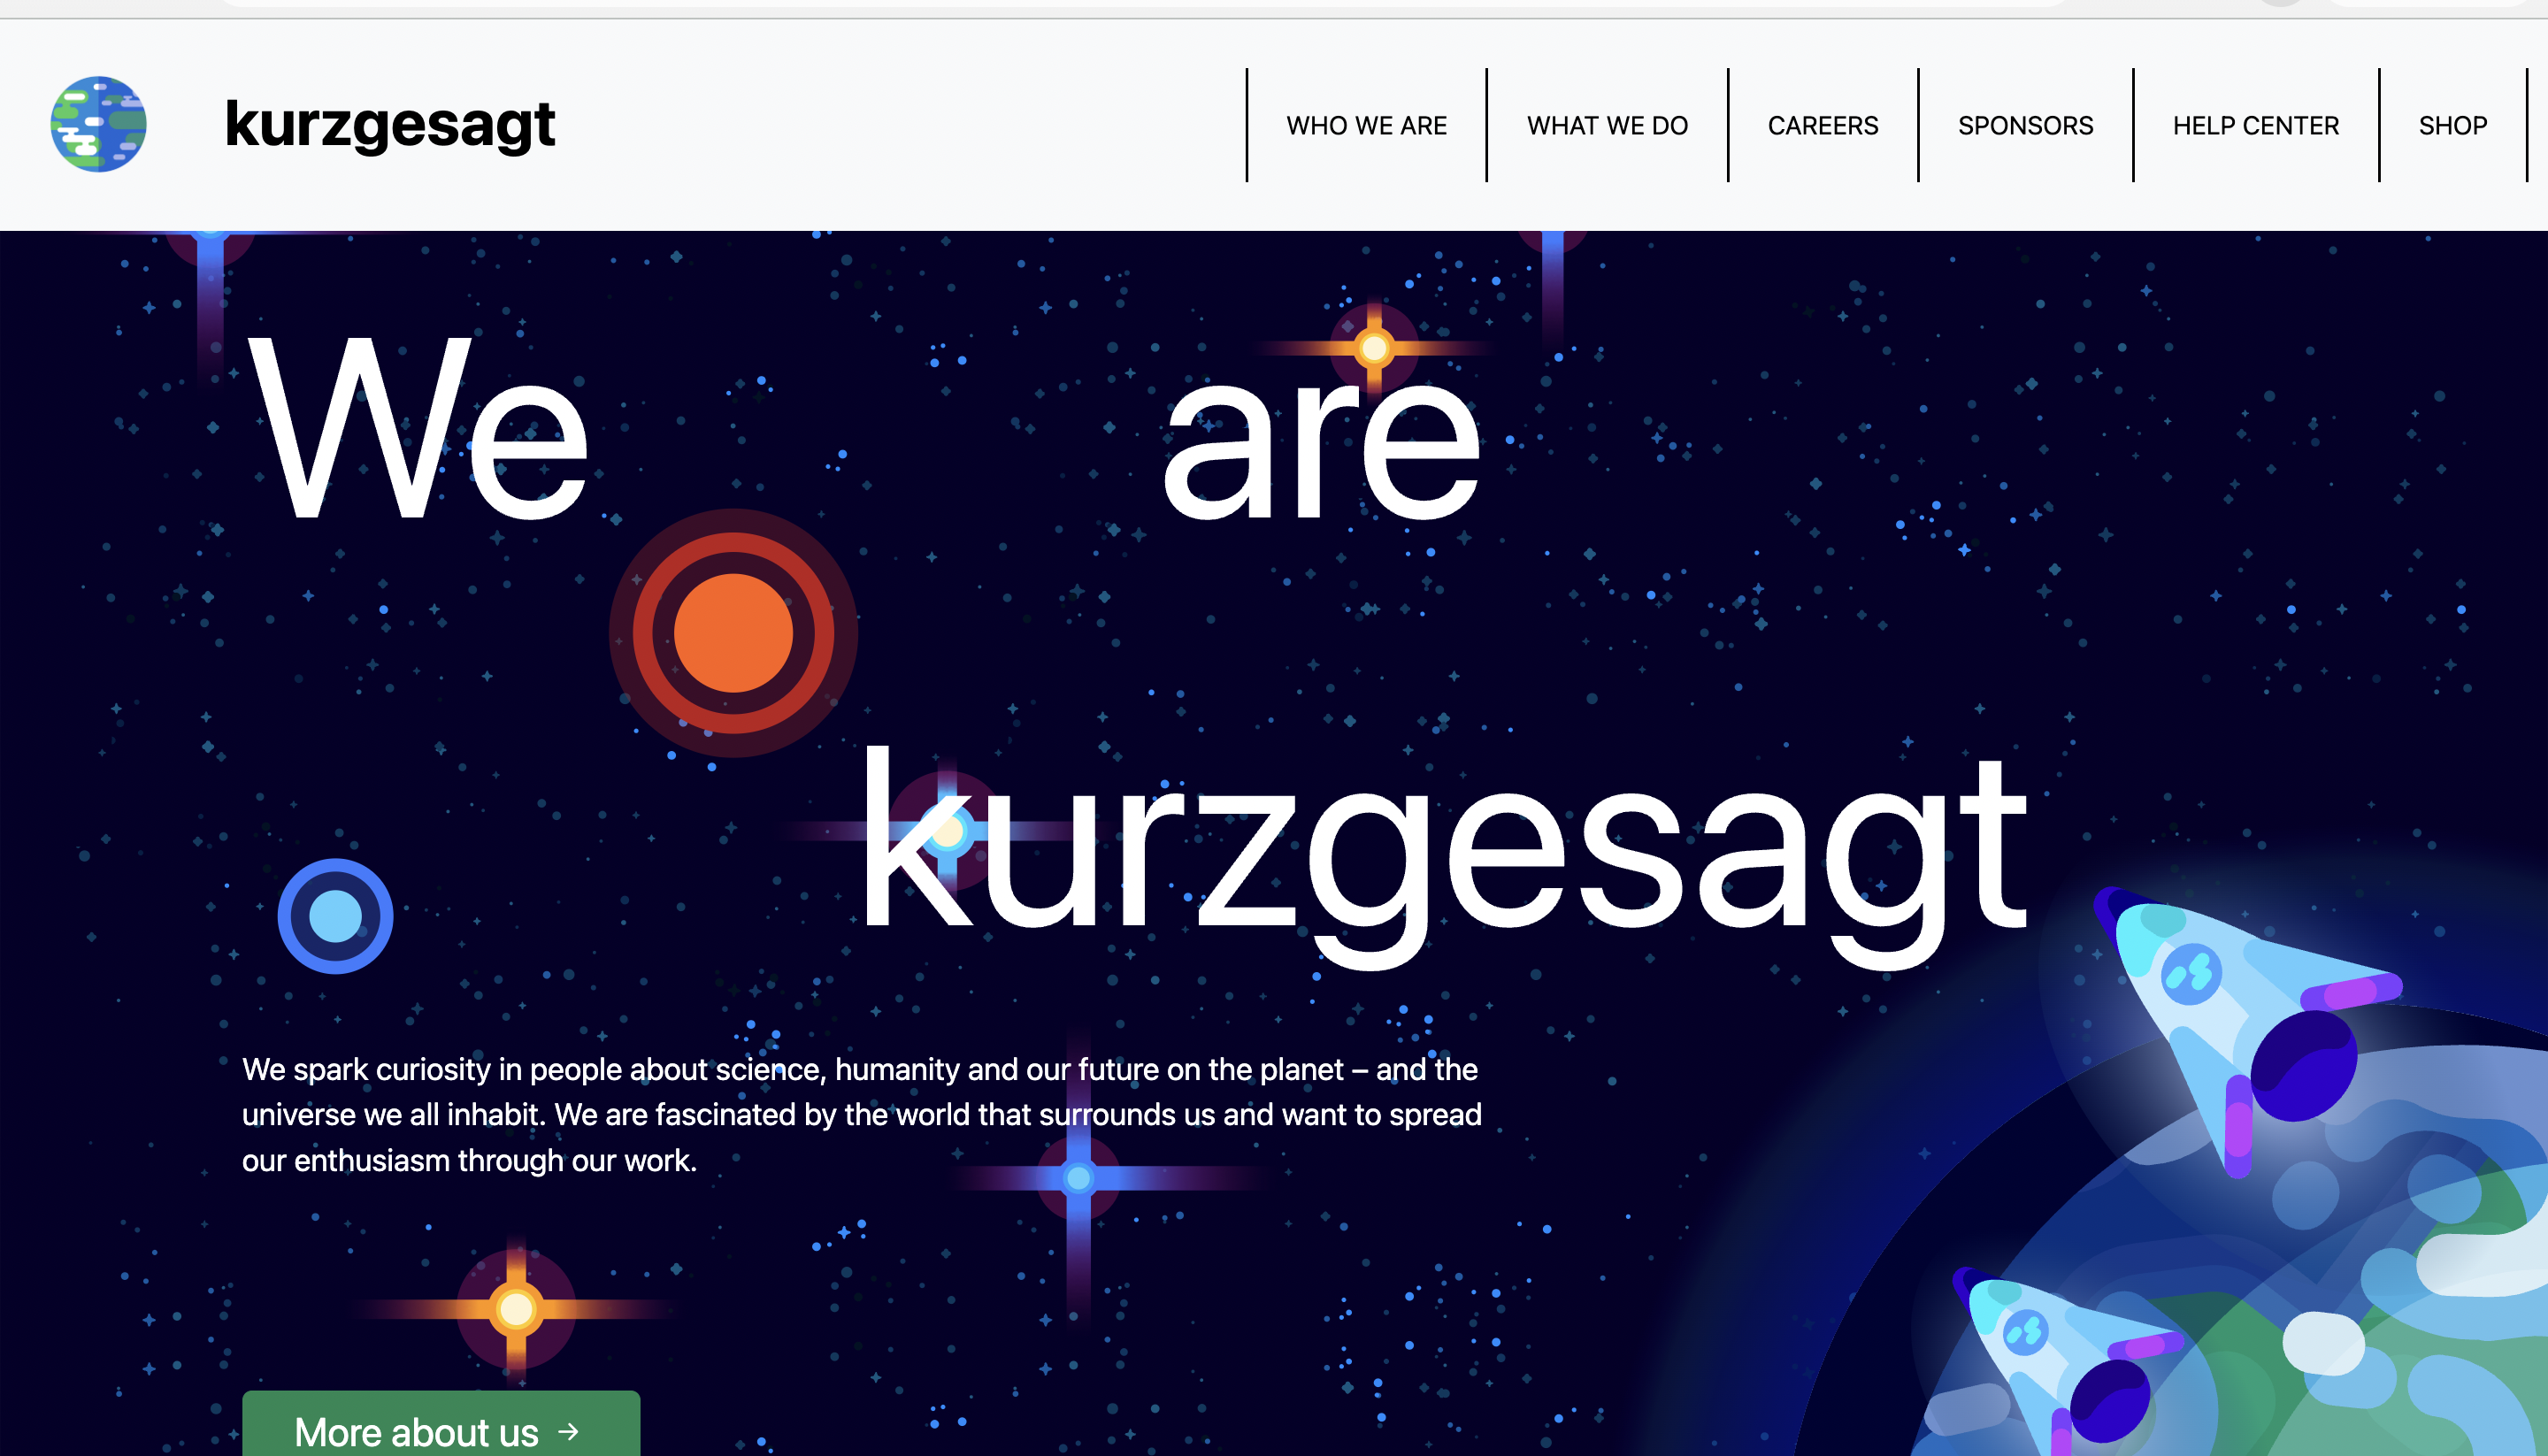 kurzgesagt
WHO WE ARE
WHAT WE DO
CAREERS
SPONSORS
HELP CENTER
SHOP
We are
kurzgesagt
We spark curiosity in people about science, humanity and our future on the planet – and the
universe we all inhabit. We are fascinated by the world that surrounds us and want to spread
our enthusiasm through our work.
More about us →